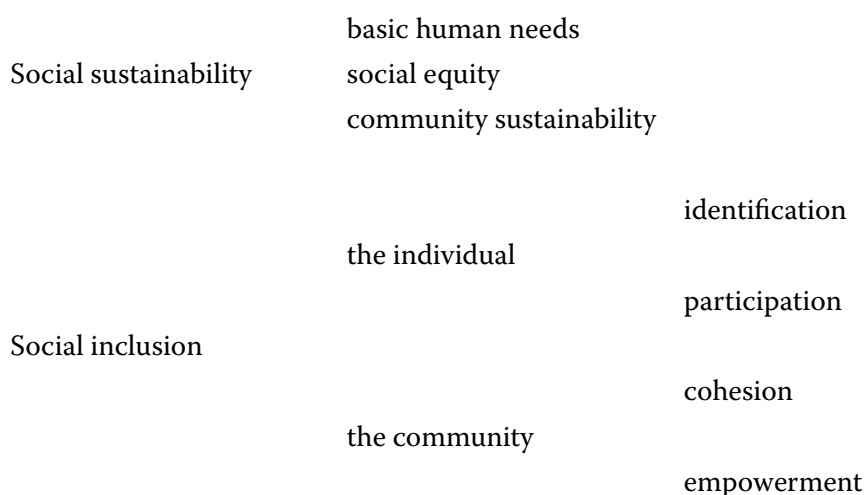 basic human needs
Social sustainability social equity
community sustainability
identification
the individual
participation
Social inclusion
cohesion
the community
empowerment